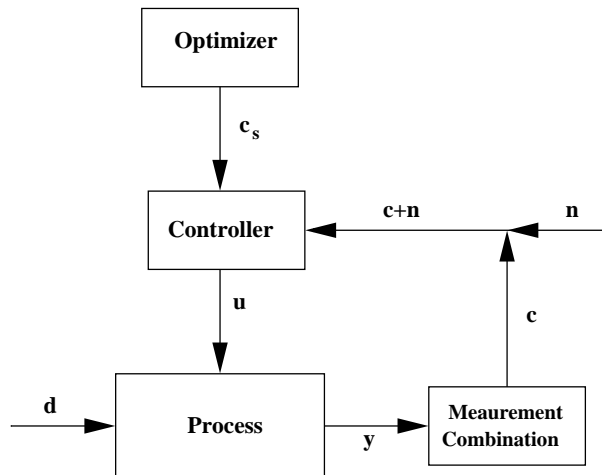 Optimizer
c_s
Controller
c+n
n
u
c
d
Process
y
Meaurement
Combination